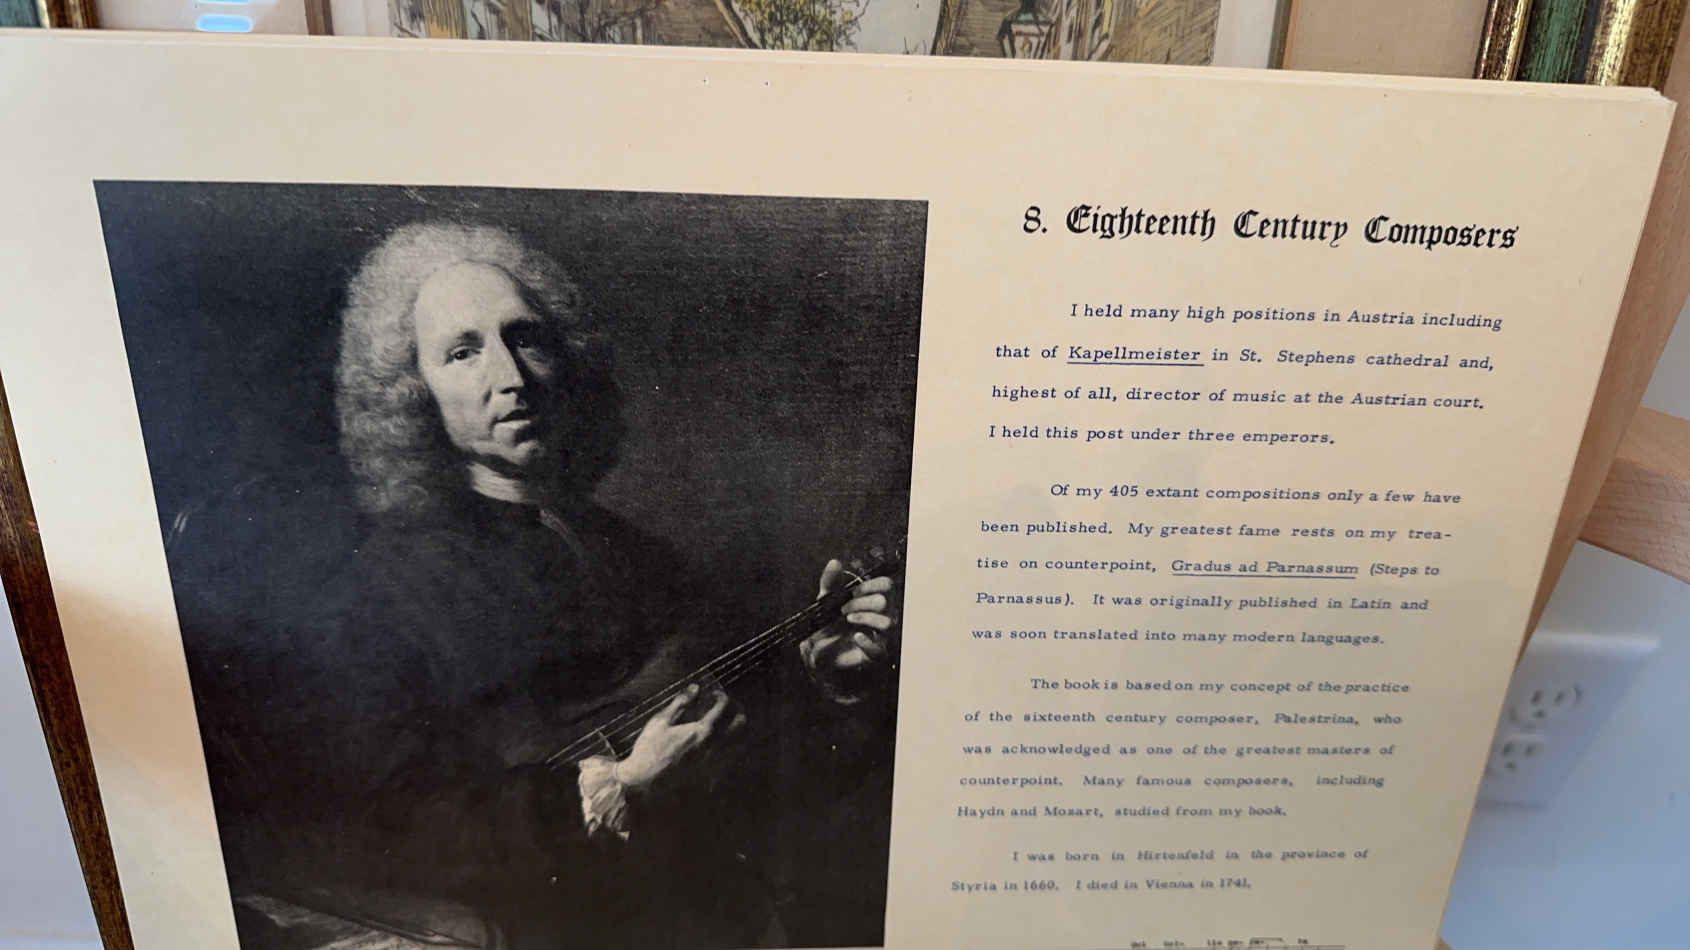 8. Eighteenth Century Composers
I held many high positions in Austria including
that of Kapellmeister in St. Stephens cathedral and,
highest of all, director of music at the Austrian court.
I held this post under three emperors.
Of my 405 extant compositions only a few have
been published. My greatest fame rests on my trea-
tise on counterpoint, Gradus ad Parnassum (Steps to
Parnassus). It was originally published in Latin and
was soon translated into many modern languages.
The book is based on my concept of the practice
of the sixteenth century composer, Palestrina, who
was acknowledged as one of the greatest masters of
counterpoint. Many famous composers, including
Haydn and Mozart, studied from my book.
I was born in Hirtenfeld in the province of
Styria in 1660. I died in Vienna in 1741.